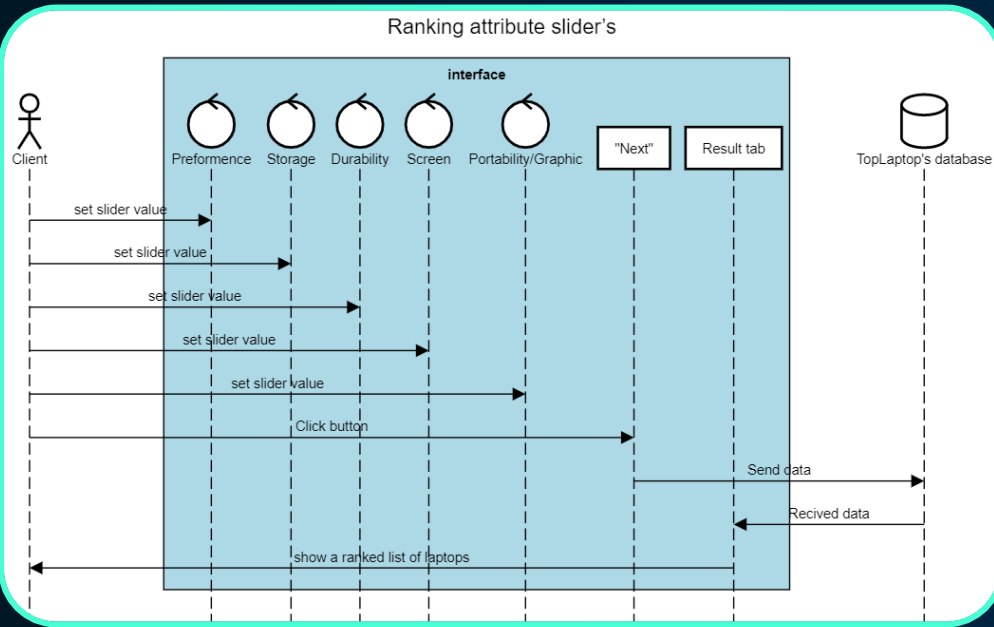 Ranking attribute slider’s
interface
Client
Preformence
Storage
Durability
Screen
Portability/Graphic
"Next"
Result tab
TopLaptop's database
set slider value
set slider value
set slider value
set slider value
set slider value
Click button
Send data
Recived data
show a ranked list of laptops